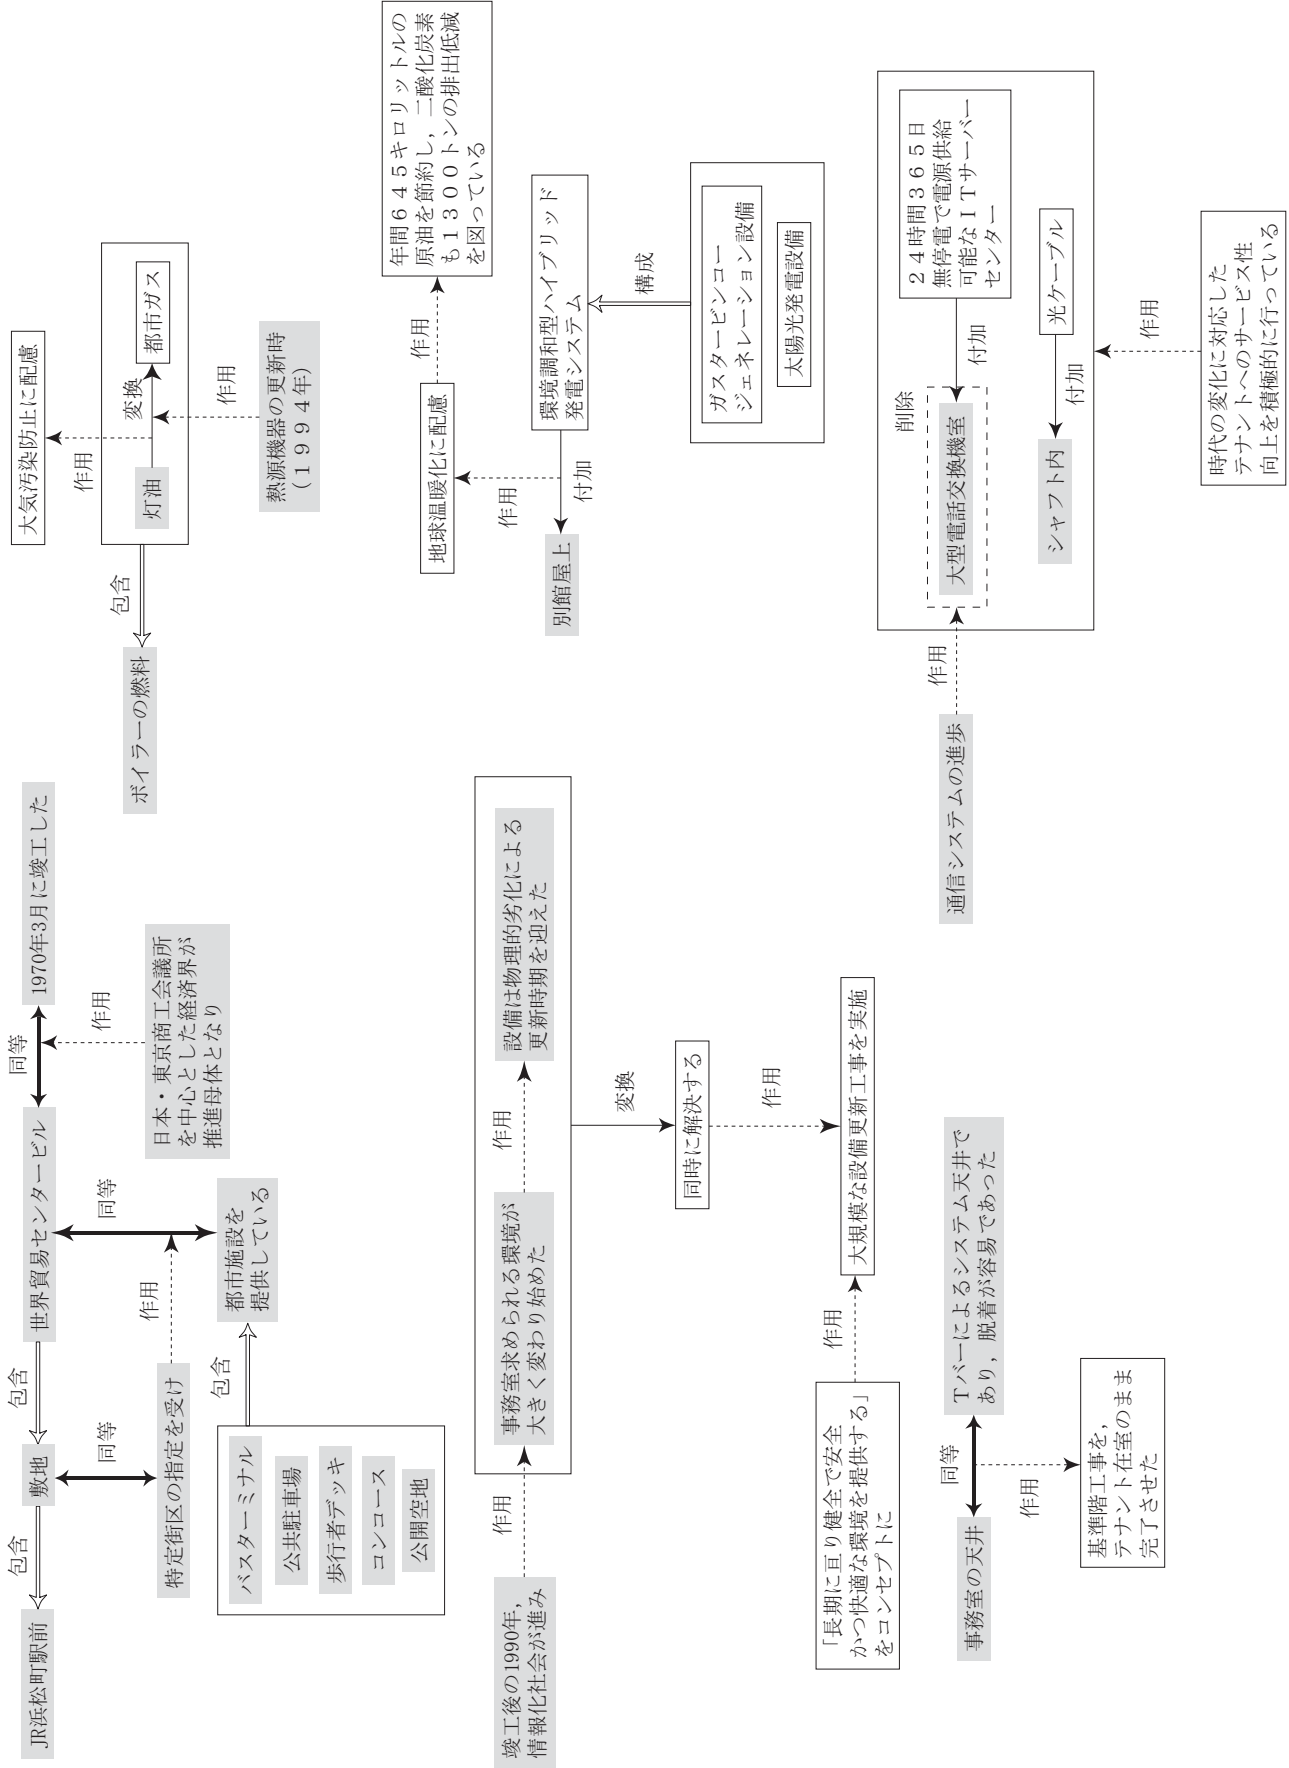 JR浜松町駅前
包含
敷地
包含
世界貿易センタービル
同等
1970年3月に竣工した
作用
日本・東京商工会議所
を中心とした経済界が
推進母体となり
同等
特定街区の指定を受け
作用
同等
都市施設を
提供している
包含
バスターミナル
公共駐車場
歩行者デッキ
コンコース
公開空地
竣工後の1990年，
情報化社会が進み
作用
事務室求められる環境が
大きく変わり始めた
作用
設備は物理的劣化による
更新時期を迎えた
変換
同時に解決する
作用
「長期に亘り健全で安全
かつ快適な環境を提供する」
をコンセプトに
作用
大規模な設備更新工事を実施
事務室の天井
同等
Tバーによるシステム天井で
あり，脱着が容易であった
作用
基準階工事を，
テナント在室のまま
完了させた
ボイラーの燃料
包含
大気汚染防止に配慮
作用
灯油
変換
都市ガス
作用
熱源機器の更新時
(1994年)
年間645キロリットルの
原油を節約し，二酸化炭素
も1300トンの排出低減
を図っている
作用
地球温暖化に配慮
作用
別館屋上
付加
環境調和型ハイブリッド
発電システム
構成
ガスタービンコー
ジェネレーション設備
太陽光発電設備
通信システムの進歩
作用
削除
大型電話交換機室
付加
24時間365日
無停電で電源供給
可能なITサーバー
センター
シャフト内
付加
光ケーブル
作用
時代の変化に対応した
テナントへのサービス性
向上を積極的に行っている